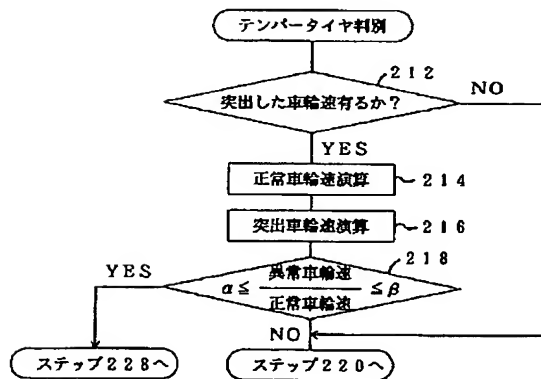 テンパータイヤ判別
212
突出した車輪速有るか?
NO
YES
正常車輪速演算
214
突出車輪速演算
216
218
YES
α≦ 異常車輪速 ≦β
正常車輪速
NO
ステップ228へ
ステップ220へ